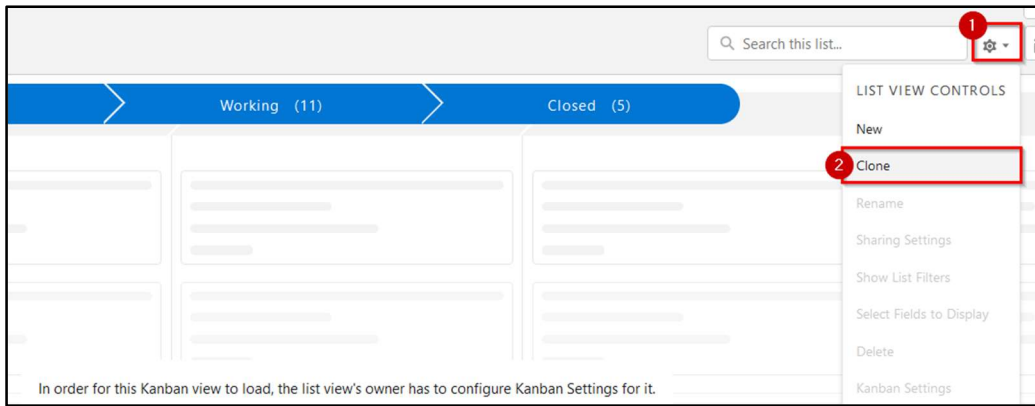 1
Search this list...
LIST VIEW CONTROLS
Working (11)
Closed (5)
New
2
Clone
Rename
Sharing Settings
Show List Filters
Select Fields to Display
Delete
Kanban Settings
In order for this Kanban view to load, the list view's owner has to configure Kanban Settings for it.